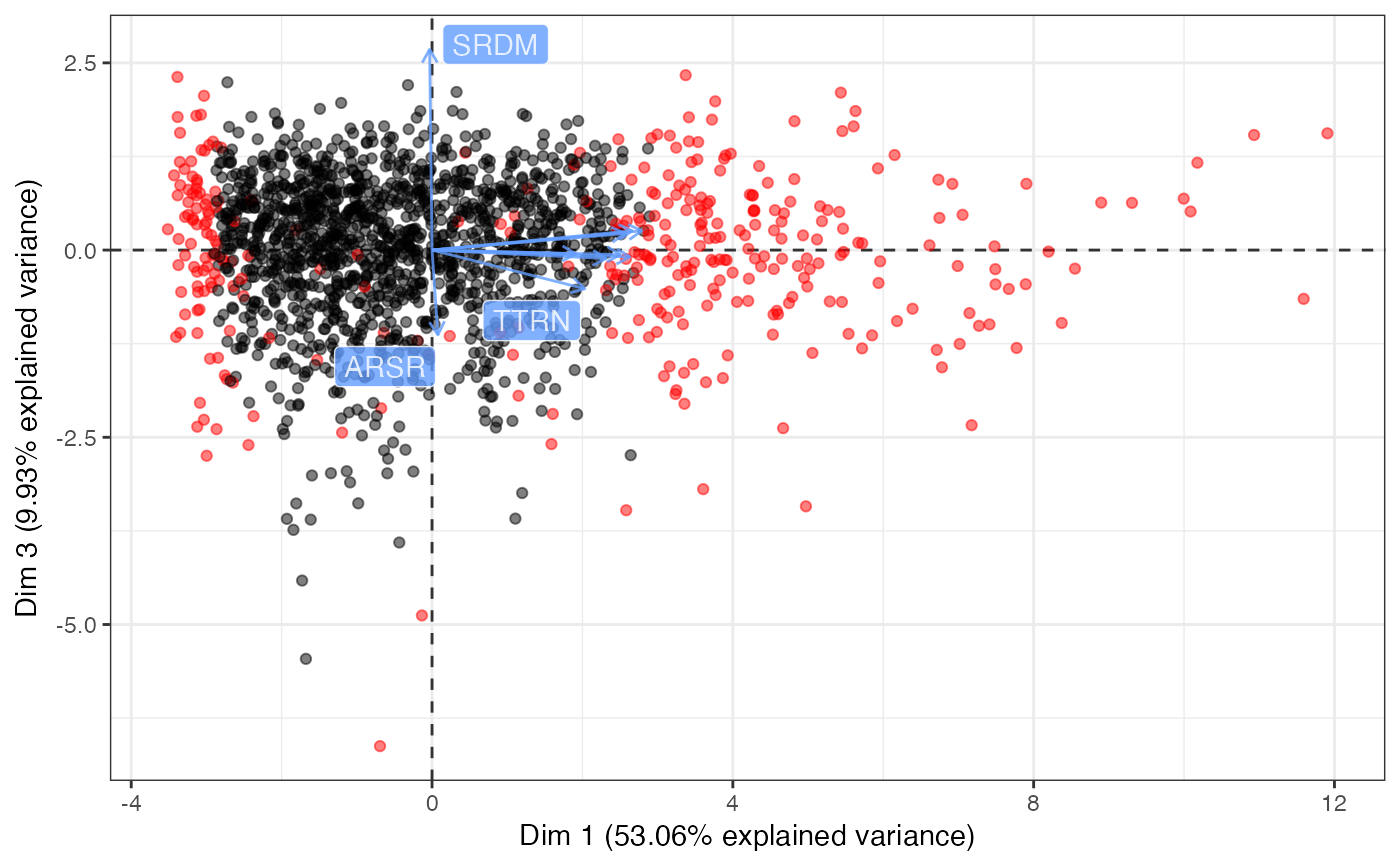 SRDM
2.5
0.0
TTRN
ARSR
-2.5
-5.0
Dim 3 (9.93% explained variance)
-4
0
4
8
12
Dim 1 (53.06% explained variance)